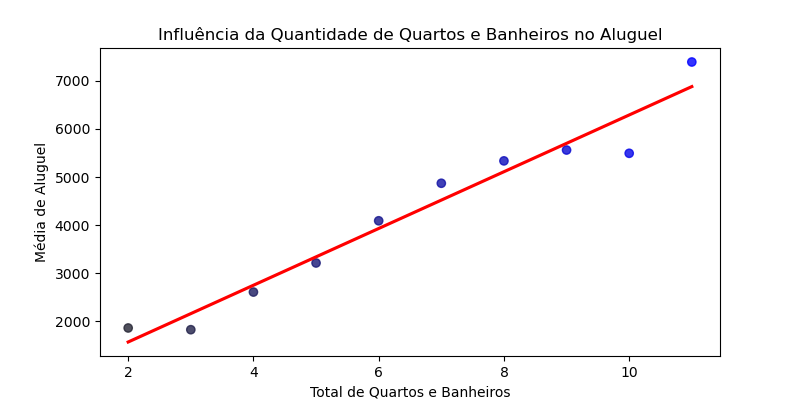 Influência da Quantidade de Quartos e Banheiros no Aluguel
Média de Aluguel
7000
6000
5000
4000
3000
2000
2 4 6 8 10
Total de Quartos e Banheiros